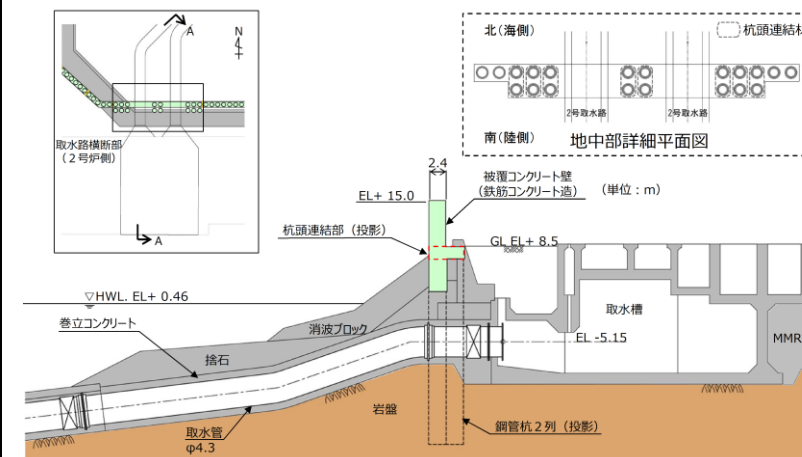 A
N
取水路横断部
(２号炉側)
A
北(海側)
杭頭連結材
2号取水路
2号取水路
南(陸側)
地中部詳細平面図
2.4
被覆コンクリート壁
(鉄筋コンクリート造)
(単位：m)
EL+ 15.0
杭頭連結部（投影）
GL EL+ 8.5
▽HWL. EL+ 0.46
巻立コンクリート
消波ブロック
捨石
取水槽
EL -5.15
MMR
岩盤
取水管
φ4.3
鋼管杭２列（投影）